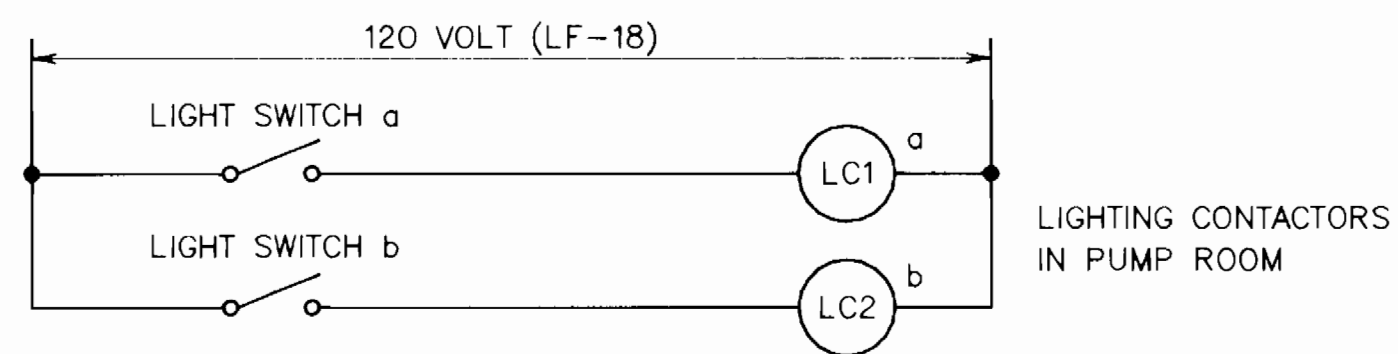 120 VOLT (LF-18)
LIGHT SWITCH a
a
LC1
LIGHTING CONTACTORS
IN PUMP ROOM
LIGHT SWITCH b
b
LC2